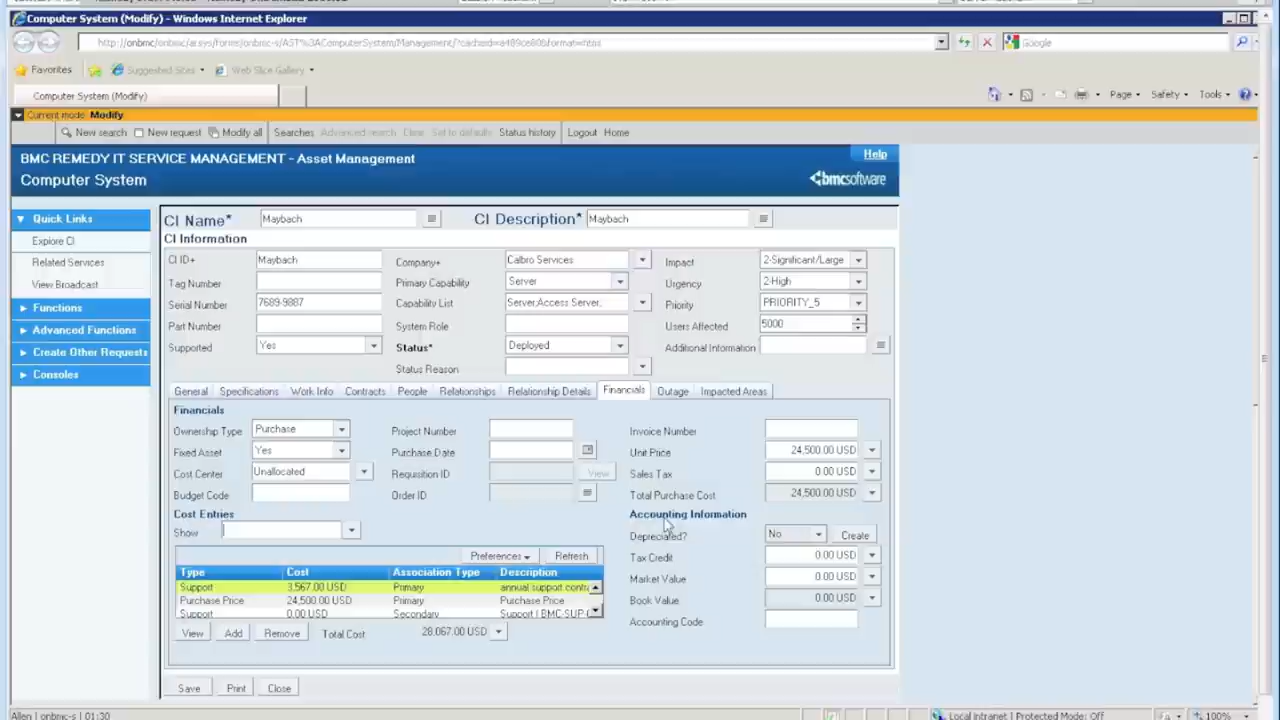 Computer System (Modify) - Windows Internet Explorer
Google
Favorites Suggested Sites Web Slice Gallery
Computer System (Modify) Page Safety Tools
Current mode: Modify
New search New request Modify all Searches Advanced search Clear Set to defaults Status history Logout Home
BMC REMEDY IT SERVICE MANAGEMENT - Asset Management Help
Computer System bmcsoftware
Quick Links
Explore CI
Related Services
View Broadcast
Functions
Advanced Functions
Create Other Requests
Consoles
CI Name* Maybach CI Description* Maybach
CI Information
CI ID+ Maybach Company+ Calbro Services Impact 2-Significant/Large
Tag Number Primary Capability Server Urgency 2-High
Serial Number 7689-9887 Capability List Server;Access Server; Priority PRIORITY_5
Part Number System Role Users Affected 5000
Supported Yes Status* Deployed Additional Information
Status Reason
General Specifications Work Info Contracts People Relationships Relationship Details Financials Outage Impacted Areas
Financials
Ownership Type Purchase Project Number Invoice Number
Fixed Asset Yes Purchase Date Unit Price 24,500.00 USD
Cost Center Unallocated Requisition ID View Sales Tax 0.00 USD
Budget Code Order ID Total Purchase Cost 24,500.00 USD
Cost Entries Accounting Information
Show Depreciated? No Create
Preferences Refresh Tax Credit 0.00 USD
Type Cost Association Type Description Market Value 0.00 USD
Support 3,567.00 USD Primary annual support contra
Purchase Price 24,500.00 USD Primary Purchase Price Book Value 0.00 USD
Support 0.00 USD Secondary Support ( BMC-SUP-
View Add Remove Total Cost 28,067.00 USD Accounting Code
Save Print Close
Allen | onbmc-s | 01:30 Local intranet | Protected Mode: Off 100%